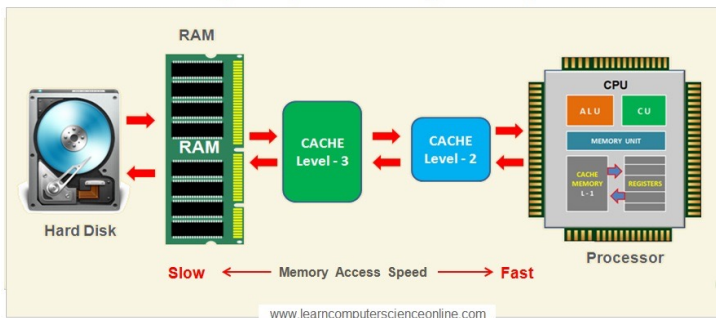 RAM
RAM
Hard Disk
CACHE
Level - 3
CACHE
Level - 2
CPU
ALU
CU
MEMORY UNIT
CACHE
MEMORY
L - 1
REGISTERS
Processor
Slow
Memory Access Speed
Fast
www.learncomputerscienceonline.com